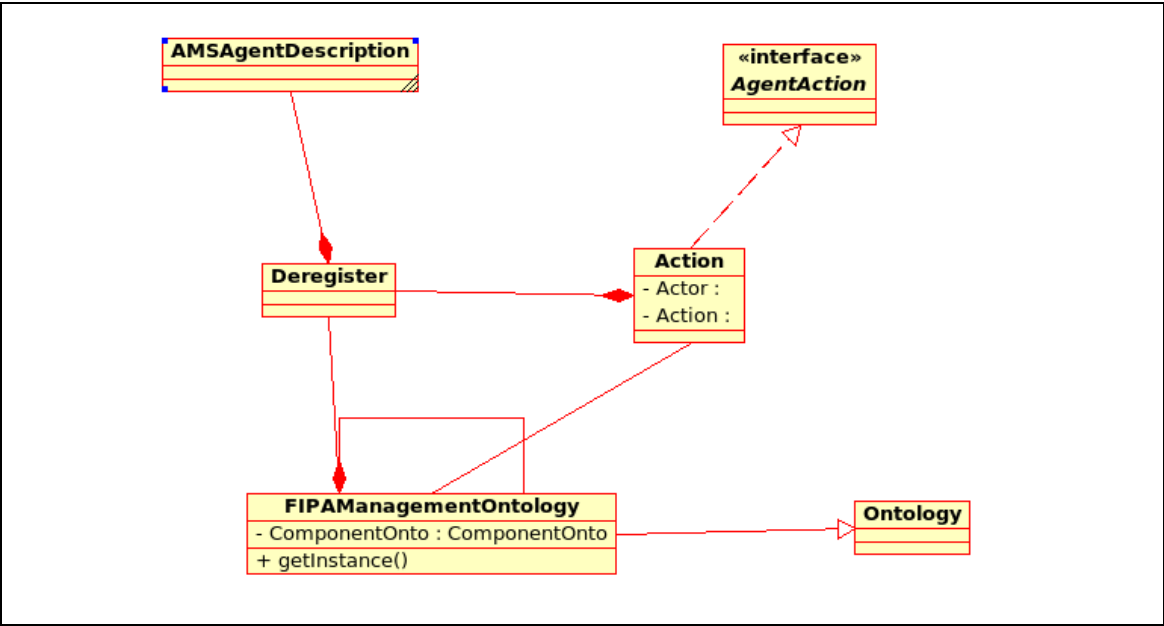 AMSAgentDescription
«interface»
AgentAction
Deregister
Action
- Actor :
- Action :
FIPAManagementOntology
- ComponentOnto : ComponentOnto
+ getInstance()
Ontology